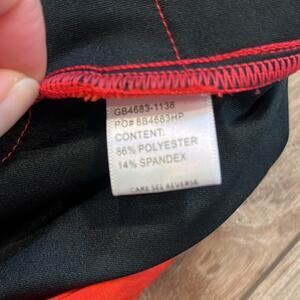 GB4683-1138
PO# 8B4683HP
CONTENT:
86% POLYESTER
14% SPANDEX
CARE SEE REVERSE